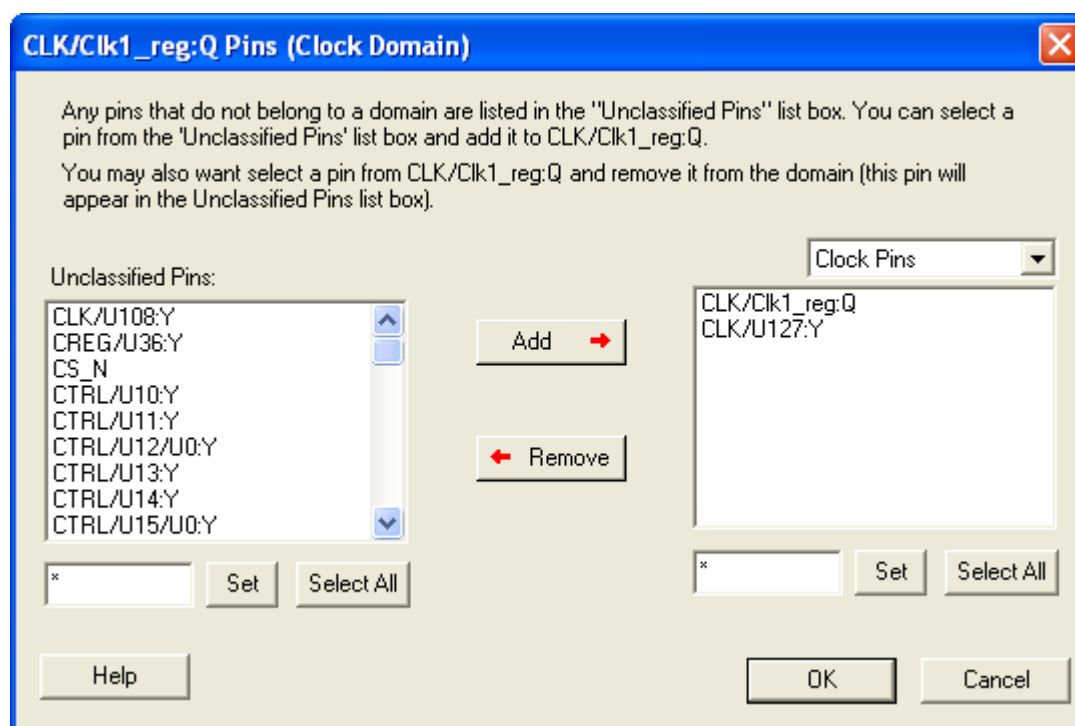 CLK/Clk1_reg:Q Pins (Clock Domain)
Any pins that do not belong to a domain are listed in the "Unclassified Pins" list box. You can select a
pin from the 'Unclassified Pins' list box and add it to CLK/Clk1_reg:Q.
You may also want select a pin from CLK/Clk1_reg:Q and remove it from the domain (this pin will
appear in the Unclassified Pins list box).
Unclassified Pins:
CLK/U108:Y
CREG/U36:Y
CS_N
CTRL/U10:Y
CTRL/U11:Y
CTRL/U12/U0:Y
CTRL/U13:Y
CTRL/U14:Y
CTRL/U15/U0:Y
*
Set
Select All
Add
Remove
Clock Pins
CLK/Clk1_reg:Q
CLK/U127:Y
*
Set
Select All
Help
OK
Cancel